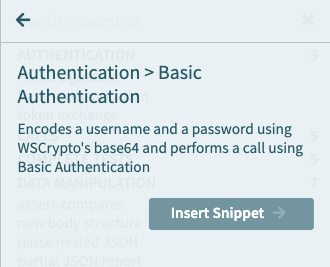 Search in examples
AUTHENTICATION 3
Authentication > Basic
Authentication
token exchange
Encodes a username and a password using
WSCrypto's base64 and performs a call using
Basic Authentication
DATA MANIPULATION 7
assert-compares
Insert Snippet
new body structure
parse nested JSON
partial JSON report